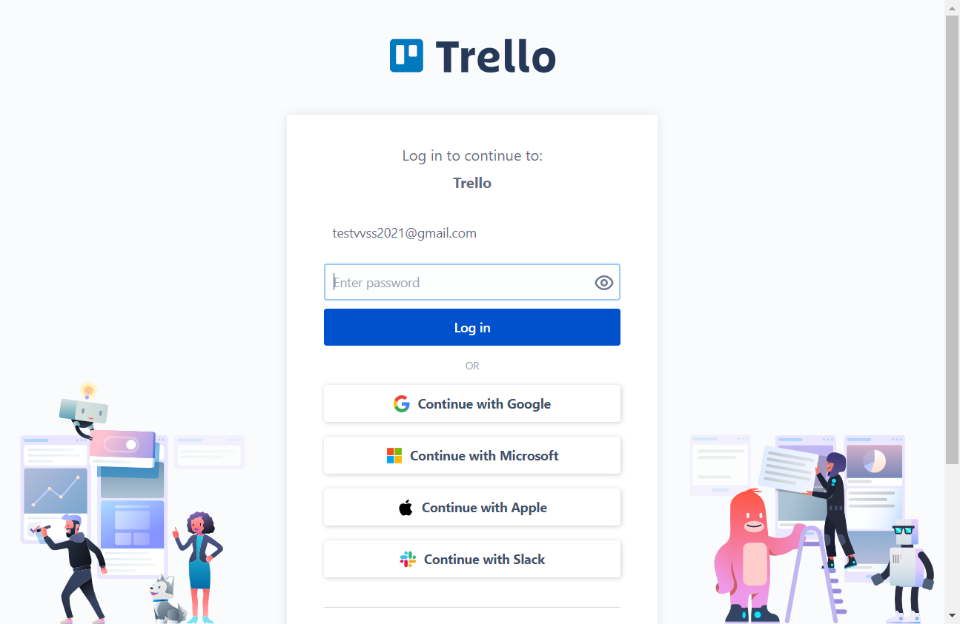 Trello
Log in to continue to:
Trello
testvvss2021@gmail.com
Enter password
Log in
OR
Continue with Google
Continue with Microsoft
Continue with Apple
Continue with Slack